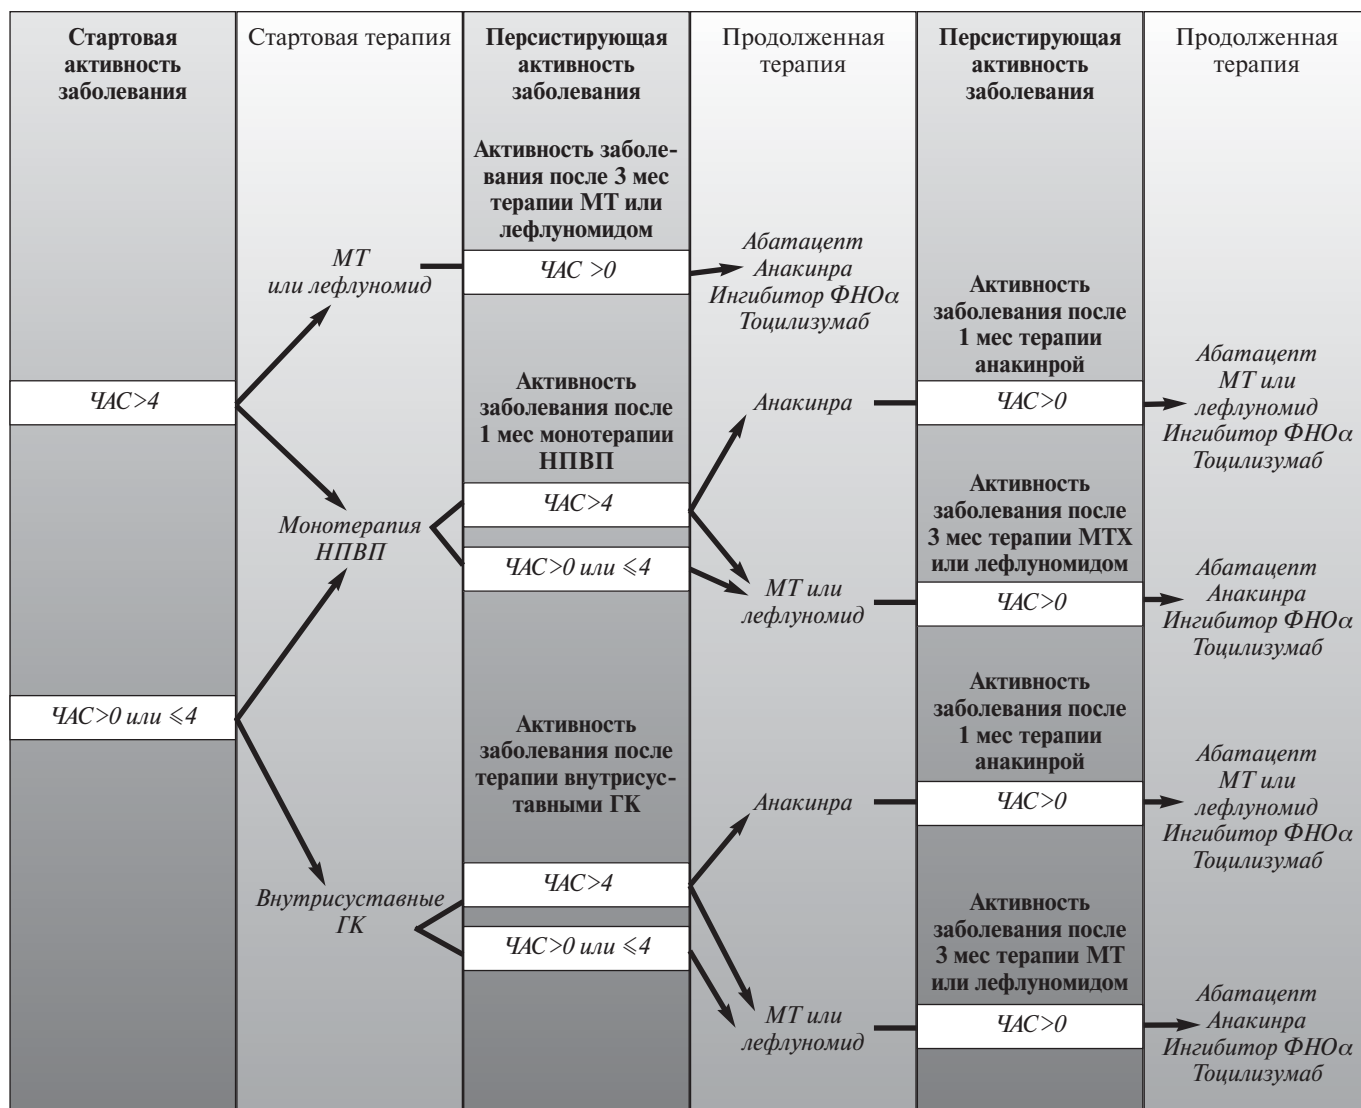 Стартовая
активность
заболевания
ЧАС>4
ЧАС>0 или ⩽4
Стартовая терапия
МТ
или лефлуномид
Монотерапия
НПВП
Внутрисуставные
ГК
Персистирующая
активность
заболевания
Активность заболе-
вания после 3 мес
терапии МТ или
лефлуномидом
ЧАС >0
Активность
заболевания после
1 мес монотерапии
НПВП
ЧАС>4
ЧАС>0 или ⩽4
Активность
заболевания после
терапии внутрисус-
тавными ГК
ЧАС>4
ЧАС>0 или ⩽4
Продолженная
терапия
Абатацепт
Анакинра
Ингибитор ФНОα
Тоцилизумаб
Анакинра
МТ или
лефлуномид
Анакинра
МТ или
лефлуномид
Персистирующая
активность
заболевания
Активность
заболевания после
1 мес терапии
анакинрой
ЧАС>0
Активность
заболевания после
3 мес терапии МТХ
или лефлуномидом
ЧАС>0
Активность
заболевания после
1 мес терапии
анакинрой
ЧАС>0
Активность
заболевания после
3 мес терапии МТ
или лефлуномидом
ЧАС>0
Продолженная
терапия
Абатацепт
МТ или
лефлуномид
Ингибитор ФНОα
Тоцилизумаб
Абатацепт
Анакинра
Ингибитор ФНОα
Тоцилизумаб
Абатацепт
МТ или
лефлуномид
Ингибитор ФНОα
Тоцилизумаб
Абатацепт
Анакинра
Ингибитор ФНОα
Тоцилизумаб